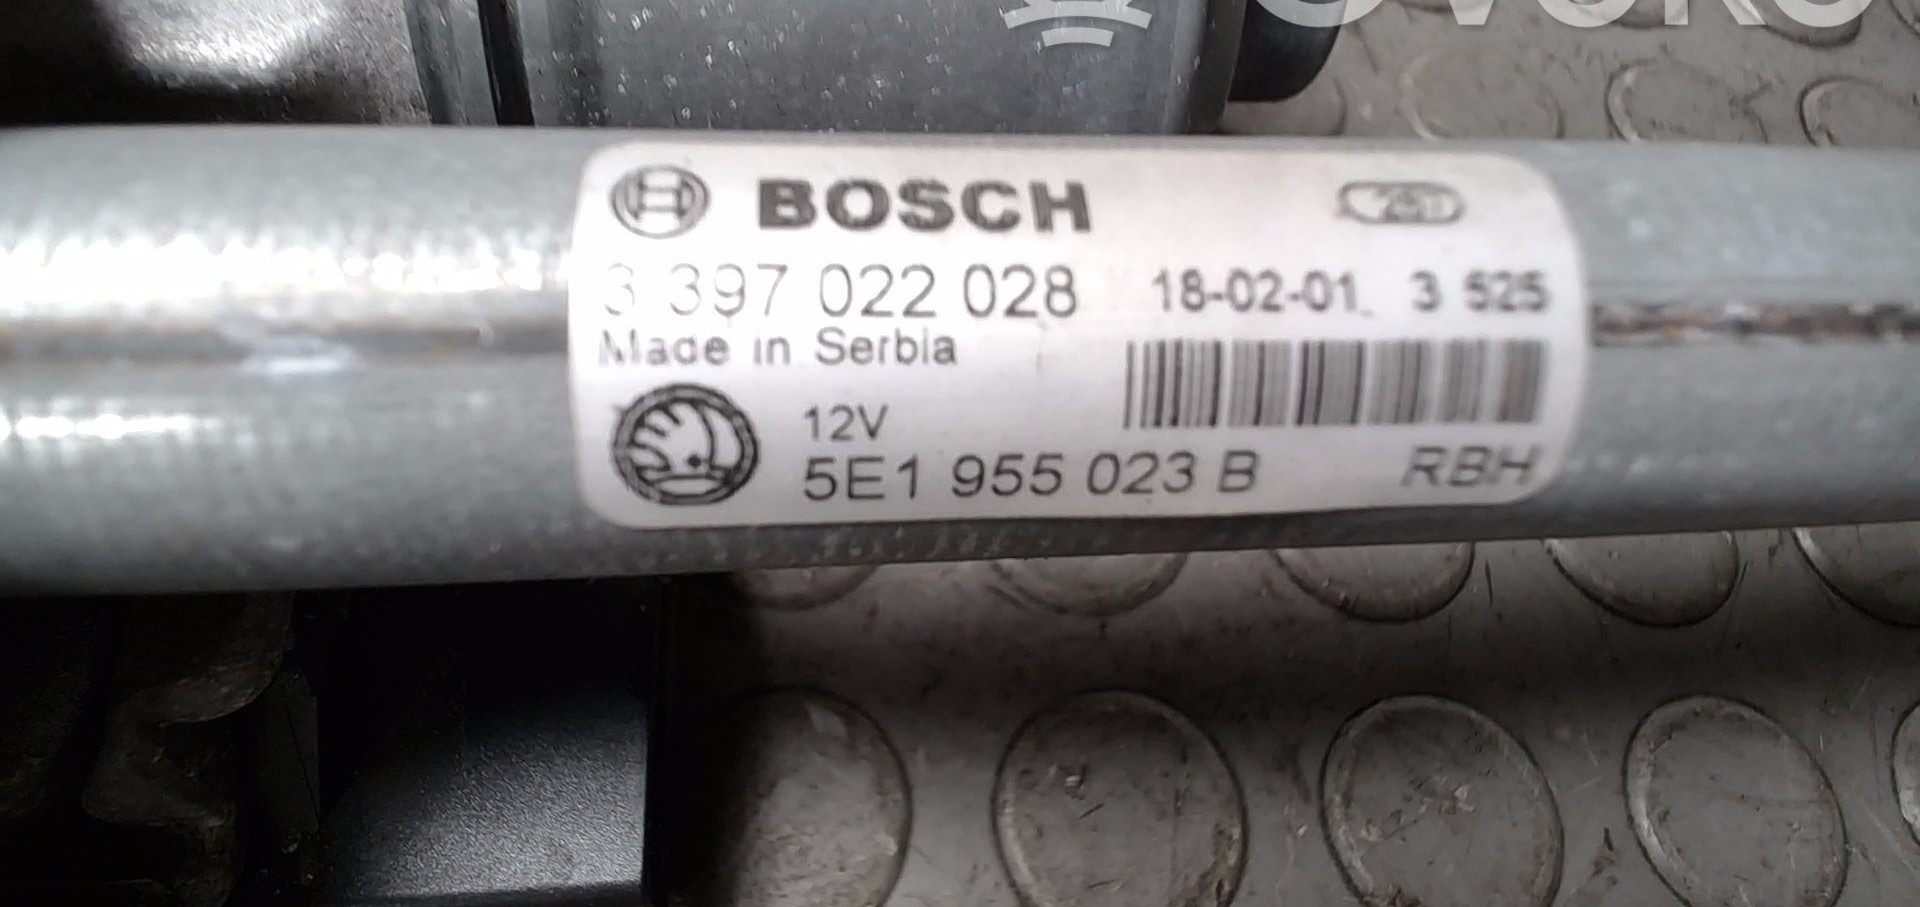 BOSCH
3 397 022 028 18-02-01. 3 525
Made in Serbia
12V
5E1 955 023 B RBH